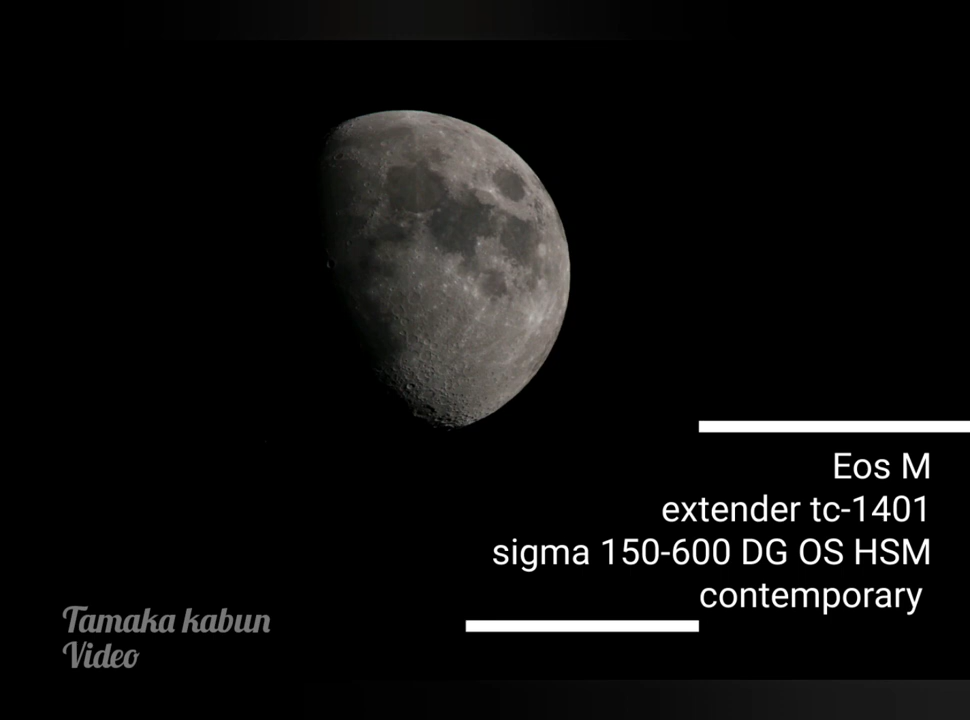 Eos M
extender tc-1401
sigma 150-600 DG OS HSM
contemporary
Tamaka kabun
Video